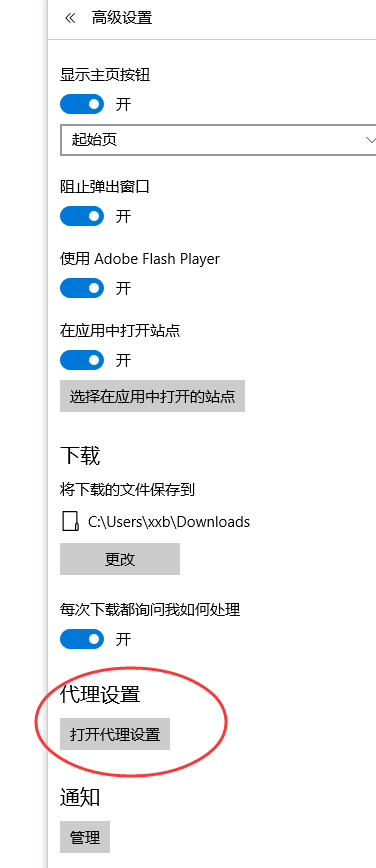 高级设置
显示主页按钮
开
起始页
阻止弹出窗口
开
使用 Adobe Flash Player
开
在应用中打开站点
开
选择在应用中打开的站点
下载
将下载的文件保存到
C:\Users\xxb\Downloads
更改
每次下载都询问我如何处理
开
代理设置
打开代理设置
通知
管理